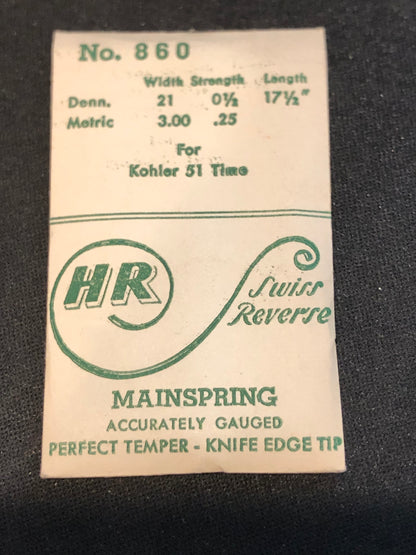 No. 860
Width Strength Length
Denn. 21 0½ 17½"
Metric 3.00 .25
For
Kohler 51 Time
HR
Swiss
Reverse
MAINSPRING
ACCURATELY GAUGED
PERFECT TEMPER - KNIFE EDGE TIP